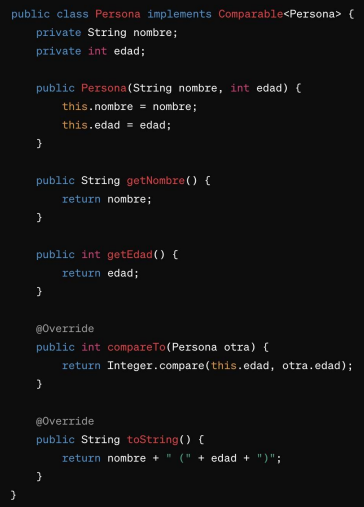 public class Persona implements Comparable<Persona> {
    private String nombre;
    private int edad;

    public Persona(String nombre, int edad) {
        this.nombre = nombre;
        this.edad = edad;
    }

    public String getNombre() {
        return nombre;
    }

    public int getEdad() {
        return edad;
    }

    @Override
    public int compareTo(Persona otra) {
        return Integer.compare(this.edad, otra.edad);
    }

    @Override
    public String toString() {
        return nombre + " (" + edad + ")";
    }
}